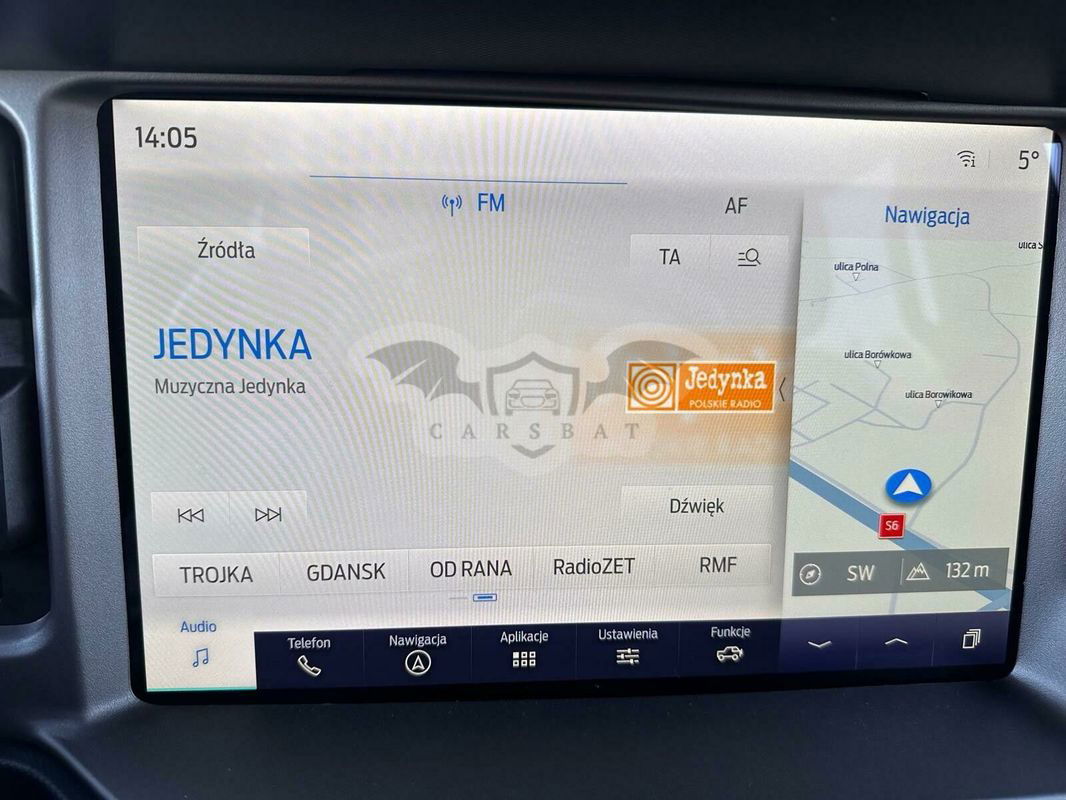 14:05
5°
FM
AF
Nawigacja
Źródła
TA
ulica S
ulica Polna
JEDYNKA
Muzyczna Jedynka
Jedynka
POLSKIE RADIO
CARSBAT
ulica Borówkowa
ulica Borowikowa
Dźwięk
S6
TROJKA
GDANSK
OD RANA
RadioZET
RMF
SW
132 m
Audio
Telefon
Nawigacja
Aplikacje
Ustawienia
Funkcje